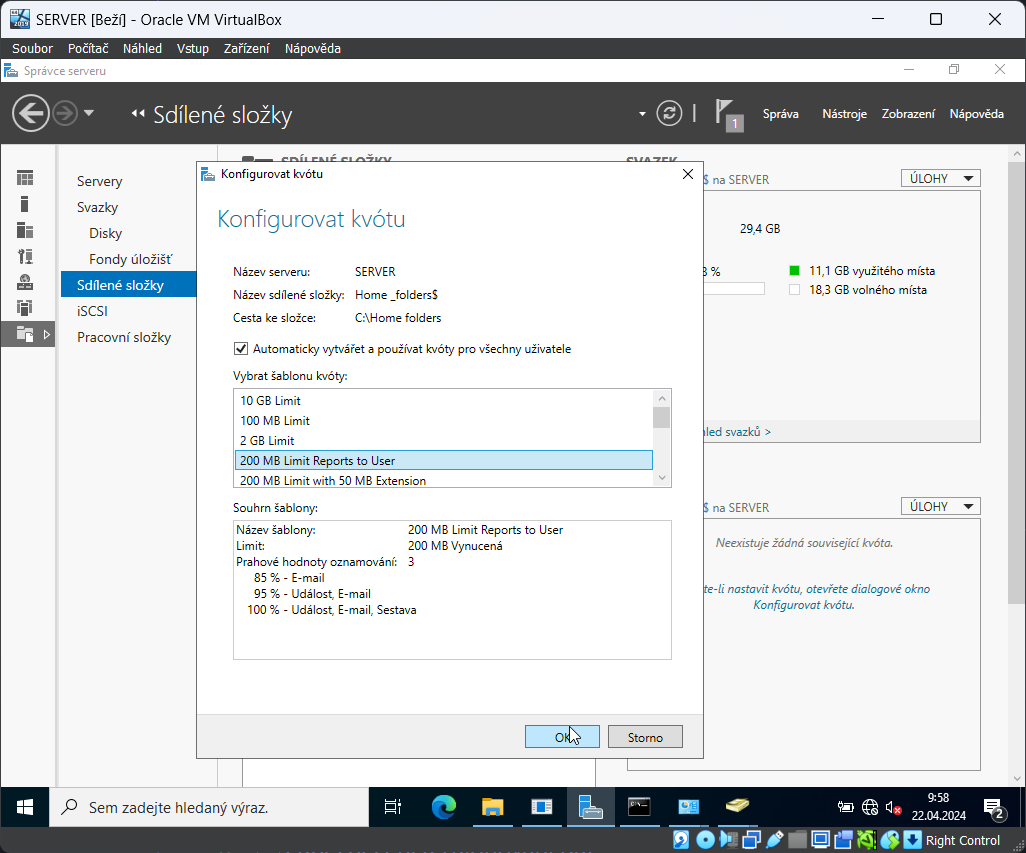 SERVER [Beží] - Oracle VM VirtualBox
Soubor Počítač Náhled Vstup Zařízení Nápověda
Správce serveru
Sdílené složky
1
Správa Nástroje Zobrazení Nápověda
SDÍLENÉ SLOŽKY
SVAZEK
Servery
Svazky
Disky
Fondy úložišť
Sdílené složky
iSCSI
Pracovní složky
$ na SERVER
ÚLOHY
29,4 GB
3 %
11,1 GB využitého místa
18,3 GB volného místa
hled svazků >
$ na SERVER
ÚLOHY
Neexistuje žádná související kvóta.
te-li nastavit kvótu, otevřete dialogové okno
Konfigurovat kvótu.
Konfigurovat kvótu
Konfigurovat kvótu
Název serveru: SERVER
Název sdílené složky: Home _folders$
Cesta ke složce: C:\Home folders
Automaticky vytvářet a používat kvóty pro všechny uživatele
Vybrat šablonu kvóty:
10 GB Limit
100 MB Limit
2 GB Limit
200 MB Limit Reports to User
200 MB Limit with 50 MB Extension
Souhrn šablony:
Název šablony: 200 MB Limit Reports to User
Limit: 200 MB Vynucená
Prahové hodnoty oznamování: 3
85 % - E-mail
95 % - Událost, E-mail
100 % - Událost, E-mail, Sestava
OK
Storno
Sem zadejte hledaný výraz.
9:58
22.04.2024
2
Right Control